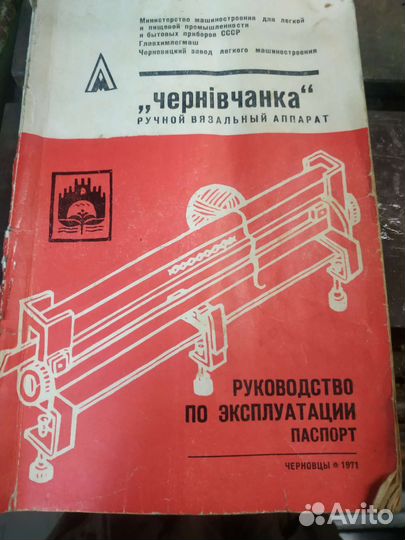 Министерство машиностроения для легкой
и пищевой промышленности
и бытовых приборов СССР
Главхимлегмаш
Черновицкий завод легкого машиностроения
„чернівчанка“
РУЧНОЙ ВЯЗАЛЬНЫЙ АППАРАТ
РУКОВОДСТВО
ПО ЭКСПЛУАТАЦИИ
ПАСПОРТ
ЧЕРНОВЦЫ * 1971
Avito